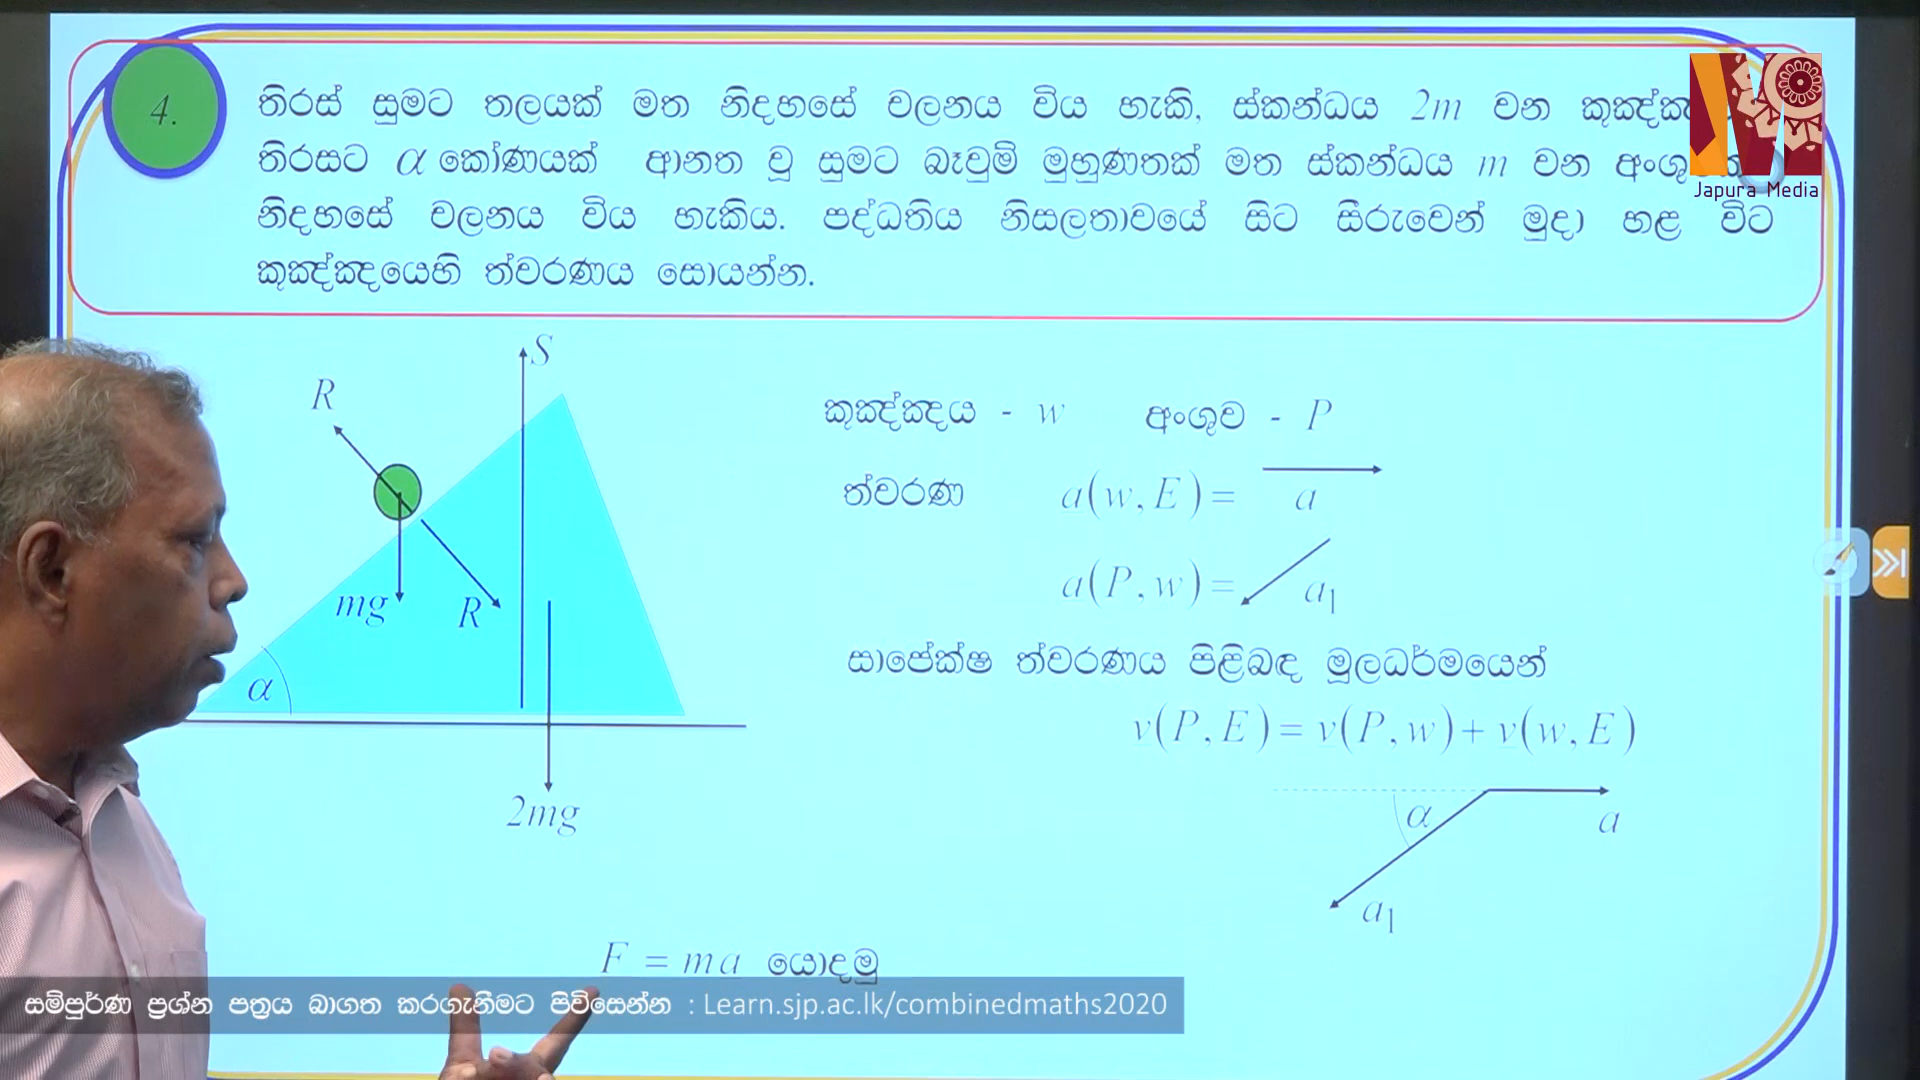 4.
තිරස් සුමට තලයක් මත නිදහසේ චලනය විය හැකි, ස්කන්ධය 2m වන
තිරසට α කෝණයක් ආනත වූ සුමට බෑවුම් මුහුණතක් මත ස්කන්ධය m වන
නිදහසේ චලනය විය හැකිය. පද්ධතිය නිසලතාවයේ සිට සීරුවෙන් මුදා හළ විට
කුඤ්ඤයෙහි ත්වරණය සොයන්න.
Japura Media
S
R
mg
R
α
2mg
කුඤ්ඤය - w අංශුව - P
ත්වරණ a(w, E) = a
a(P, w) = a₁
සාපේක්ෂ ත්වරණය පිළිබඳ මූලධර්මයෙන්
v(P, E) = v(P, w) + v(w, E)
α a
a₁
F = ma යොදමු
සම්පූර්ණ ප්‍රශ්න පත්‍රය බාගත කරගැනීමට පිවිසෙන්න : Learn.sjp.ac.lk/combinedmaths2020